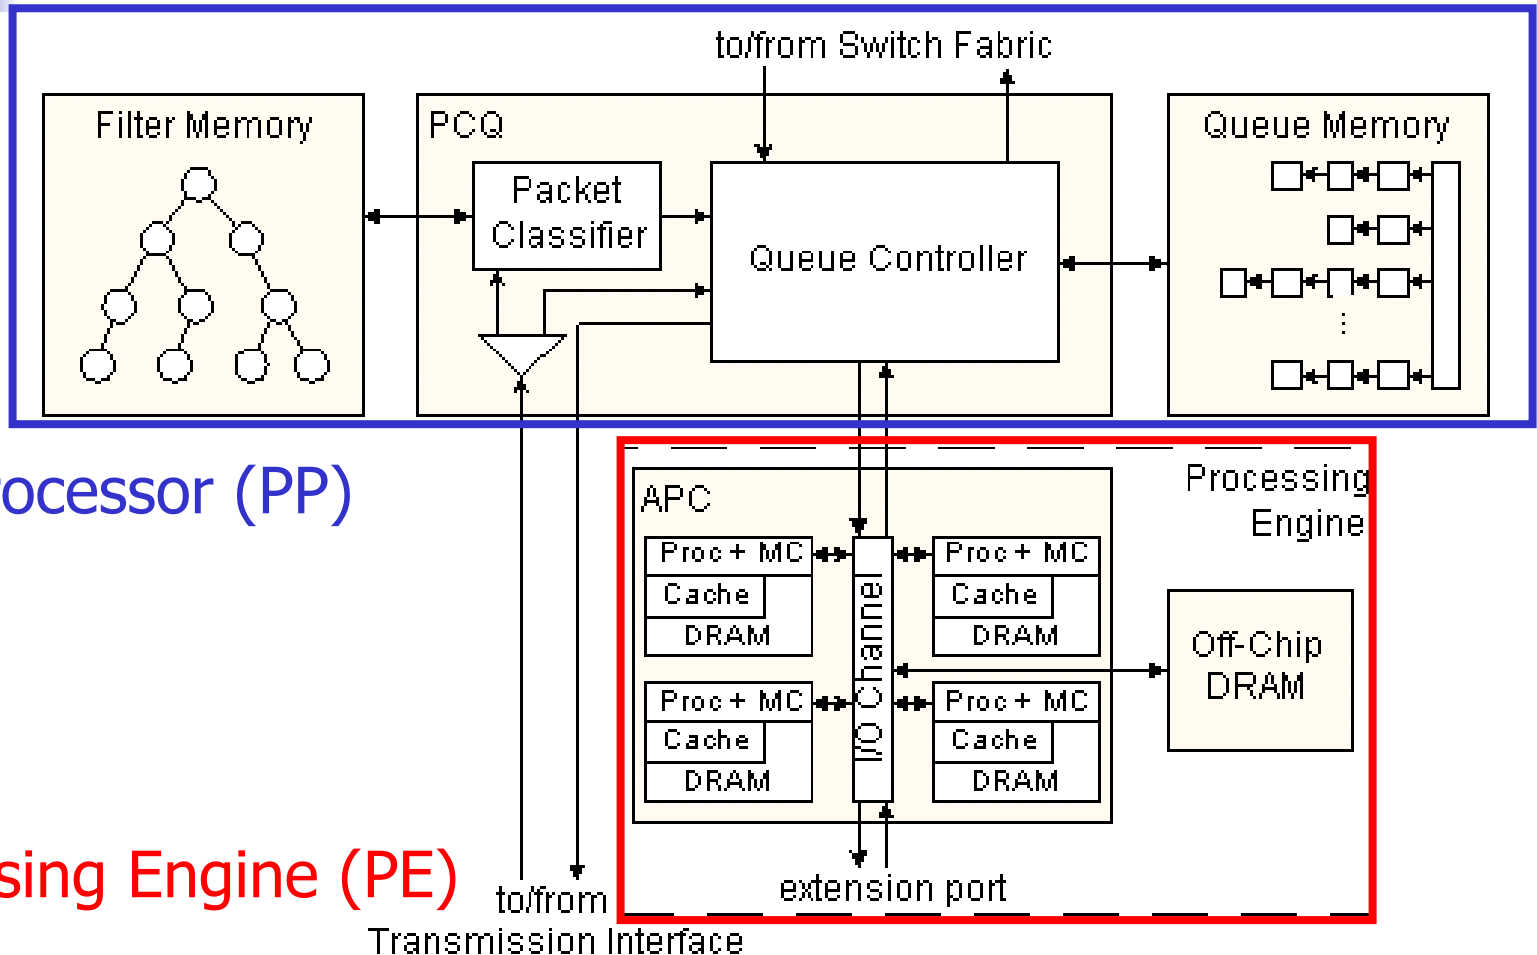 to/from Switch Fabric
Filter Memory
PCQ
Queue Memory
Packet
Classifier
Queue Controller
rocessor (PP)
Processing
Engine
APC
Proc + MC
Cache
DRAM
Proc + MC
Cache
DRAM
I/O Channel
Off-Chip
DRAM
Proc + MC
Cache
DRAM
Proc + MC
Cache
DRAM
sing Engine (PE)
extension port
to/from
Transmission Interface